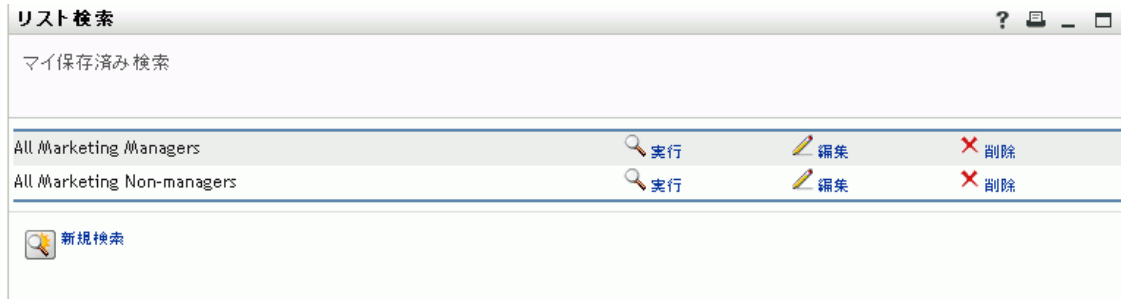 リスト検索 ?
マイ保存済み検索
All Marketing Managers 実行 編集 削除
All Marketing Non-managers 実行 編集 削除
新規検索